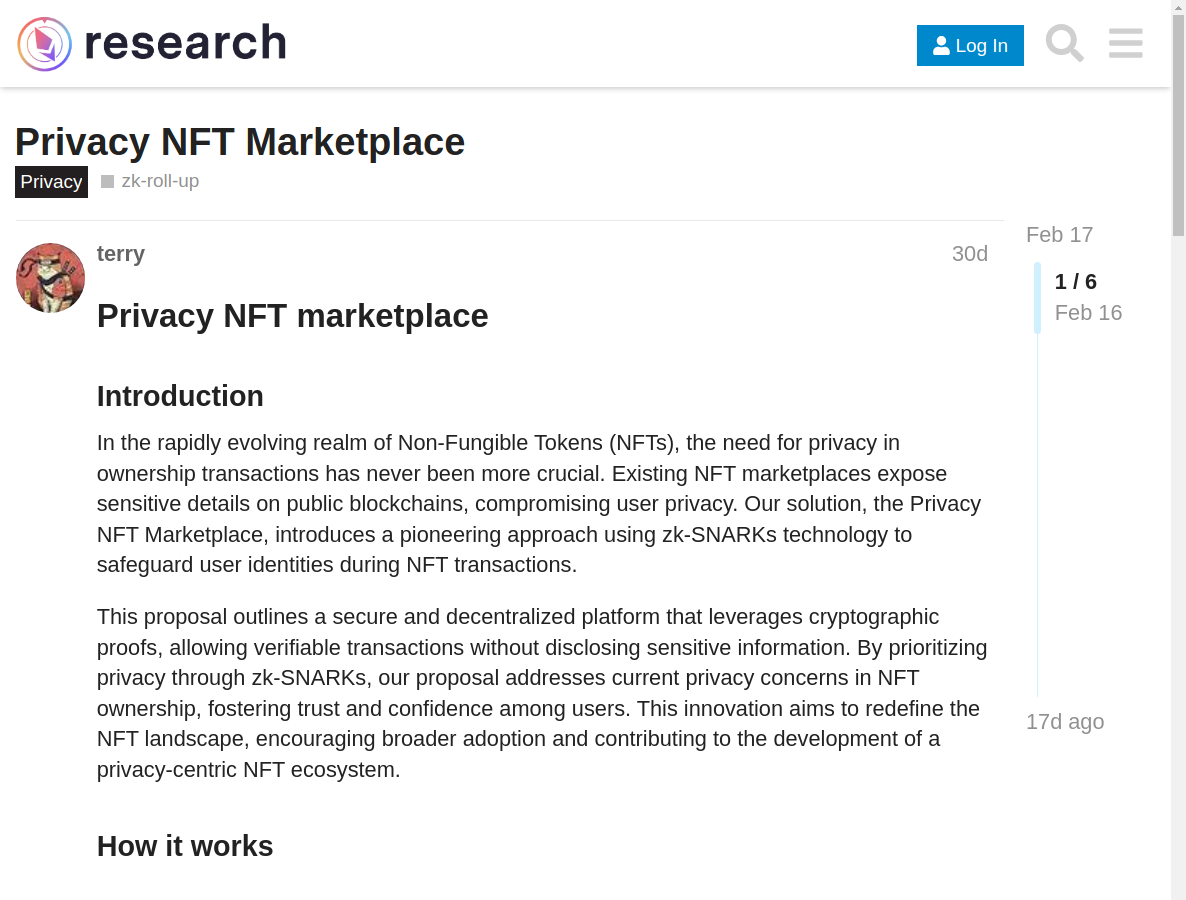 research
Log In
Privacy NFT Marketplace
Privacy zk-roll-up
Feb 17
terry 30d
1 / 6
Feb 16
Privacy NFT marketplace
Introduction
In the rapidly evolving realm of Non-Fungible Tokens (NFTs), the need for privacy in
ownership transactions has never been more crucial. Existing NFT marketplaces expose
sensitive details on public blockchains, compromising user privacy. Our solution, the Privacy
NFT Marketplace, introduces a pioneering approach using zk-SNARKs technology to
safeguard user identities during NFT transactions.
This proposal outlines a secure and decentralized platform that leverages cryptographic
proofs, allowing verifiable transactions without disclosing sensitive information. By prioritizing
privacy through zk-SNARKs, our proposal addresses current privacy concerns in NFT
ownership, fostering trust and confidence among users. This innovation aims to redefine the
NFT landscape, encouraging broader adoption and contributing to the development of a
privacy-centric NFT ecosystem.
17d ago
How it works